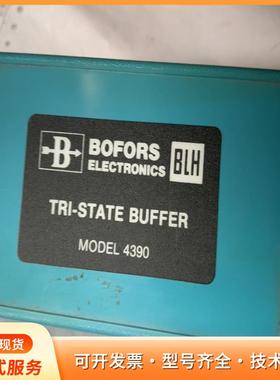 现货
B
BOFORS
ELECTRONICS
BLH
TRI-STATE BUFFER
MODEL 4390
式服务
可开发票·型号齐全·技术